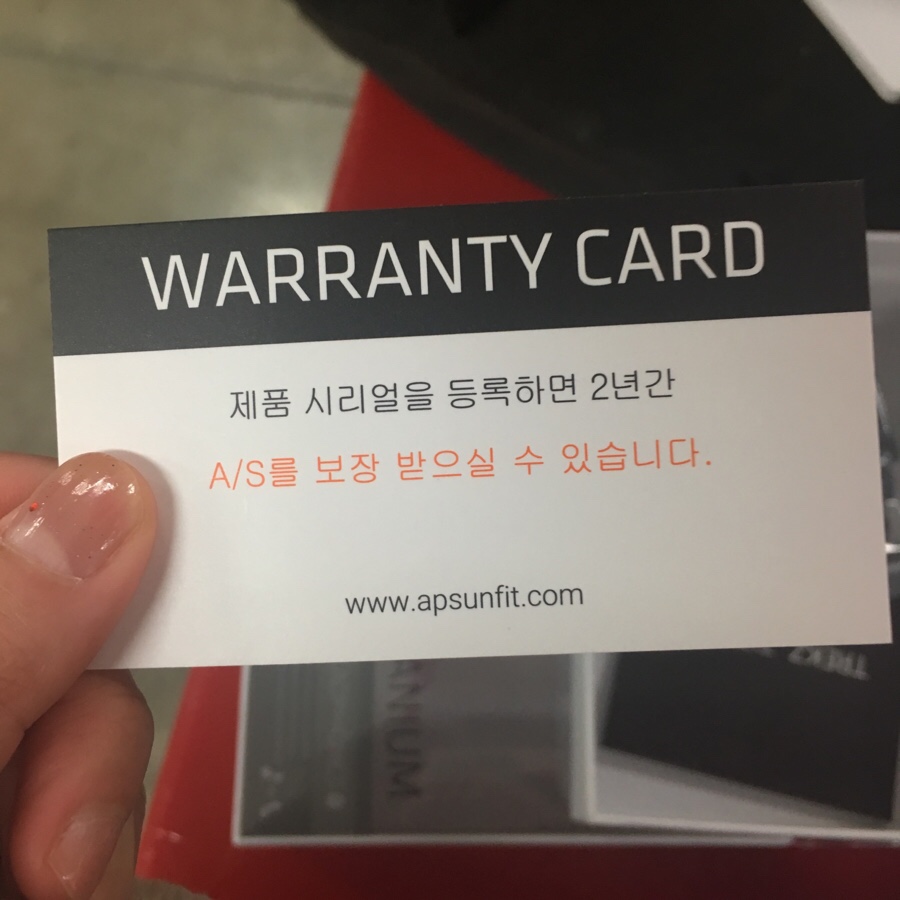 WARRANTY CARD
제품 시리얼을 등록하면 2년간
A/S를 보장 받으실 수 있습니다.
www.apsunfit.com